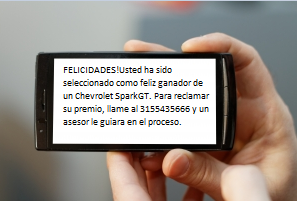 FELICIDADES!Usted ha sido
seleccionado como feliz ganador de
un Chevrolet SparkGT. Para reclamar
su premio, llame al 3155435666 y un
asesor le guiara en el proceso.